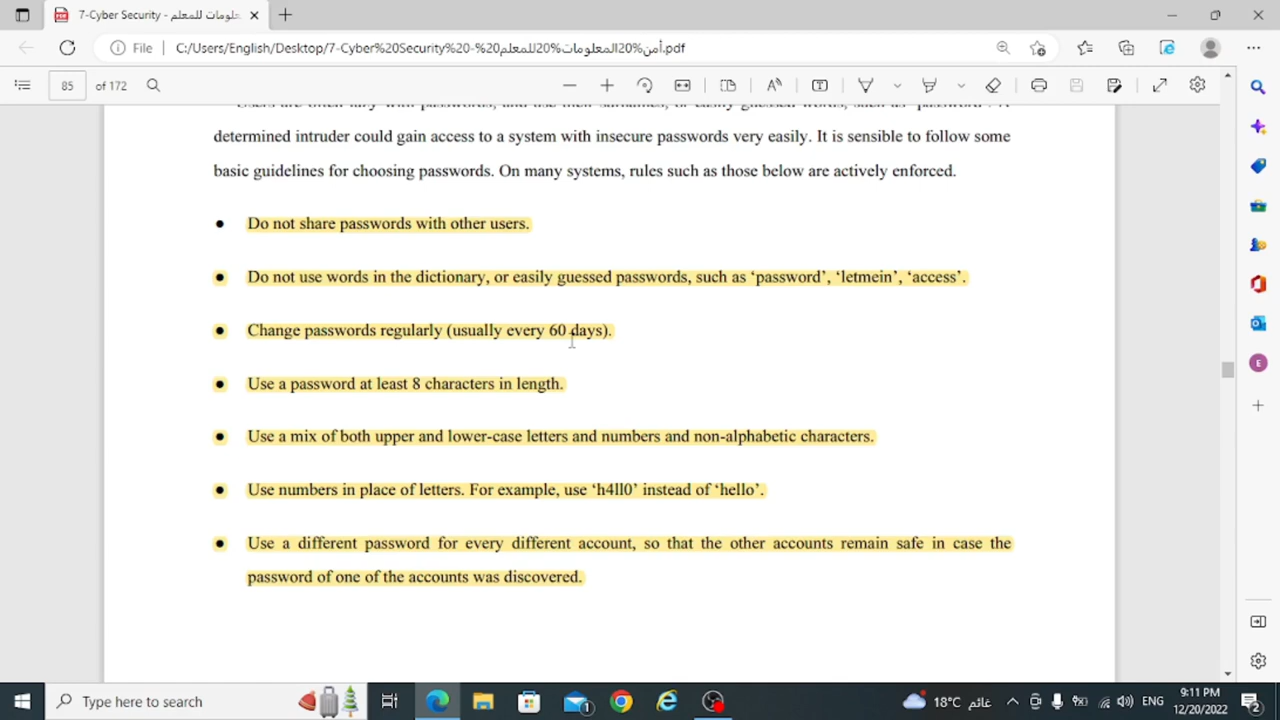 7-Cyber Security - علومات للمعلم
File
C:/Users/English/Desktop/7-Cyber%20Security%20-%20أمن%20المعلومات%20للمعلم.pdf
85 of 172
determined intruder could gain access to a system with insecure passwords very easily. It is sensible to follow some
basic guidelines for choosing passwords. On many systems, rules such as those below are actively enforced.
• Do not share passwords with other users.
• Do not use words in the dictionary, or easily guessed passwords, such as ‘password’, ‘letmein’, ‘access’.
• Change passwords regularly (usually every 60 days).
• Use a password at least 8 characters in length.
• Use a mix of both upper and lower-case letters and numbers and non-alphabetic characters.
• Use numbers in place of letters. For example, use ‘h4ll0’ instead of ‘hello’.
• Use a different password for every different account, so that the other accounts remain safe in case the
password of one of the accounts was discovered.
E
Type here to search
1
18°C غائم
ENG
9:11 PM
12/20/2022
2